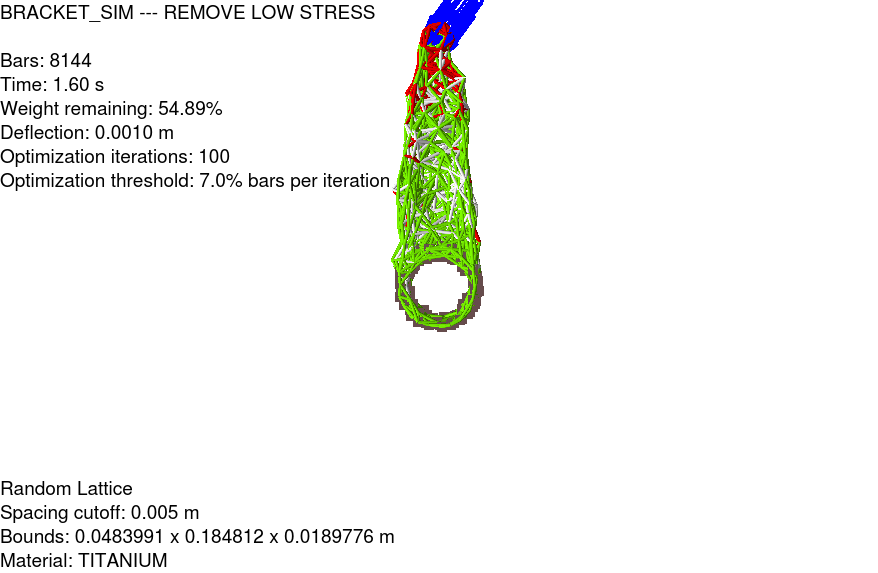 BRACKET_SIM --- REMOVE LOW STRESS
Bars: 8144
Time: 1.60 s
Weight remaining: 54.89%
Deflection: 0.0010 m
Optimization iterations: 100
Optimization threshold: 7.0% bars per iteration
Random Lattice
Spacing cutoff: 0.005 m
Bounds: 0.0483991 x 0.184812 x 0.0189776 m
Material: TITANIUM